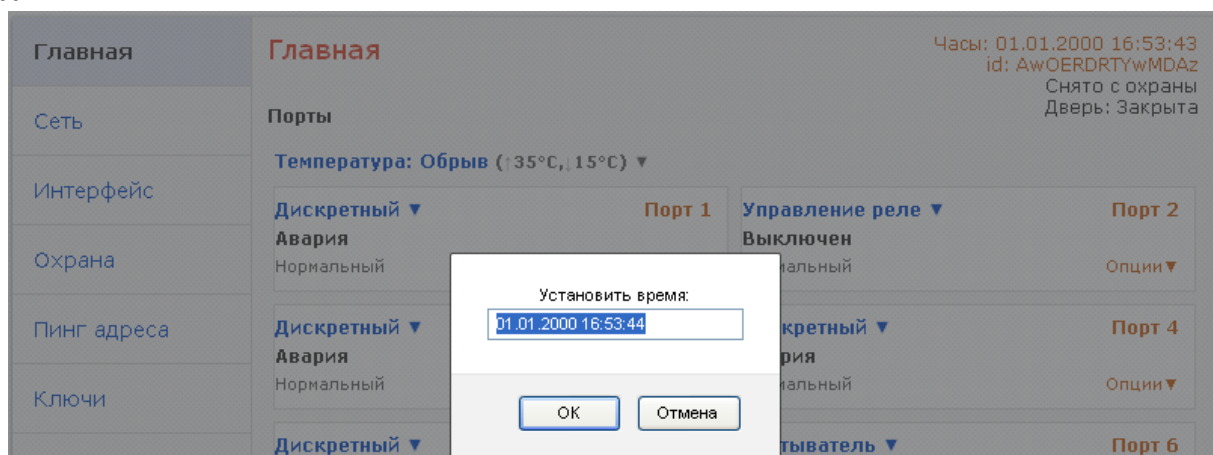 Главная
Сеть
Интерфейс
Охрана
Пинг адреса
Ключи
Главная
Часы: 01.01.2000 16:53:43
id: AwOERDRTYwMDAz
Снято с охраны
Дверь: Закрыта
Порты
Температура: Обрыв (↑35°C,↓15°C) ▼
Дискретный ▼ Порт 1
Авария
Нормальный
Управление реле ▼ Порт 2
Выключен
альный Опции▼
Дискретный ▼
Авария
Нормальный
кретный ▼ Порт 4
рия
альный Опции▼
Дискретный ▼
тыватель ▼ Порт 6
Установить время:
01.01.2000 16:53:44
OK Отмена